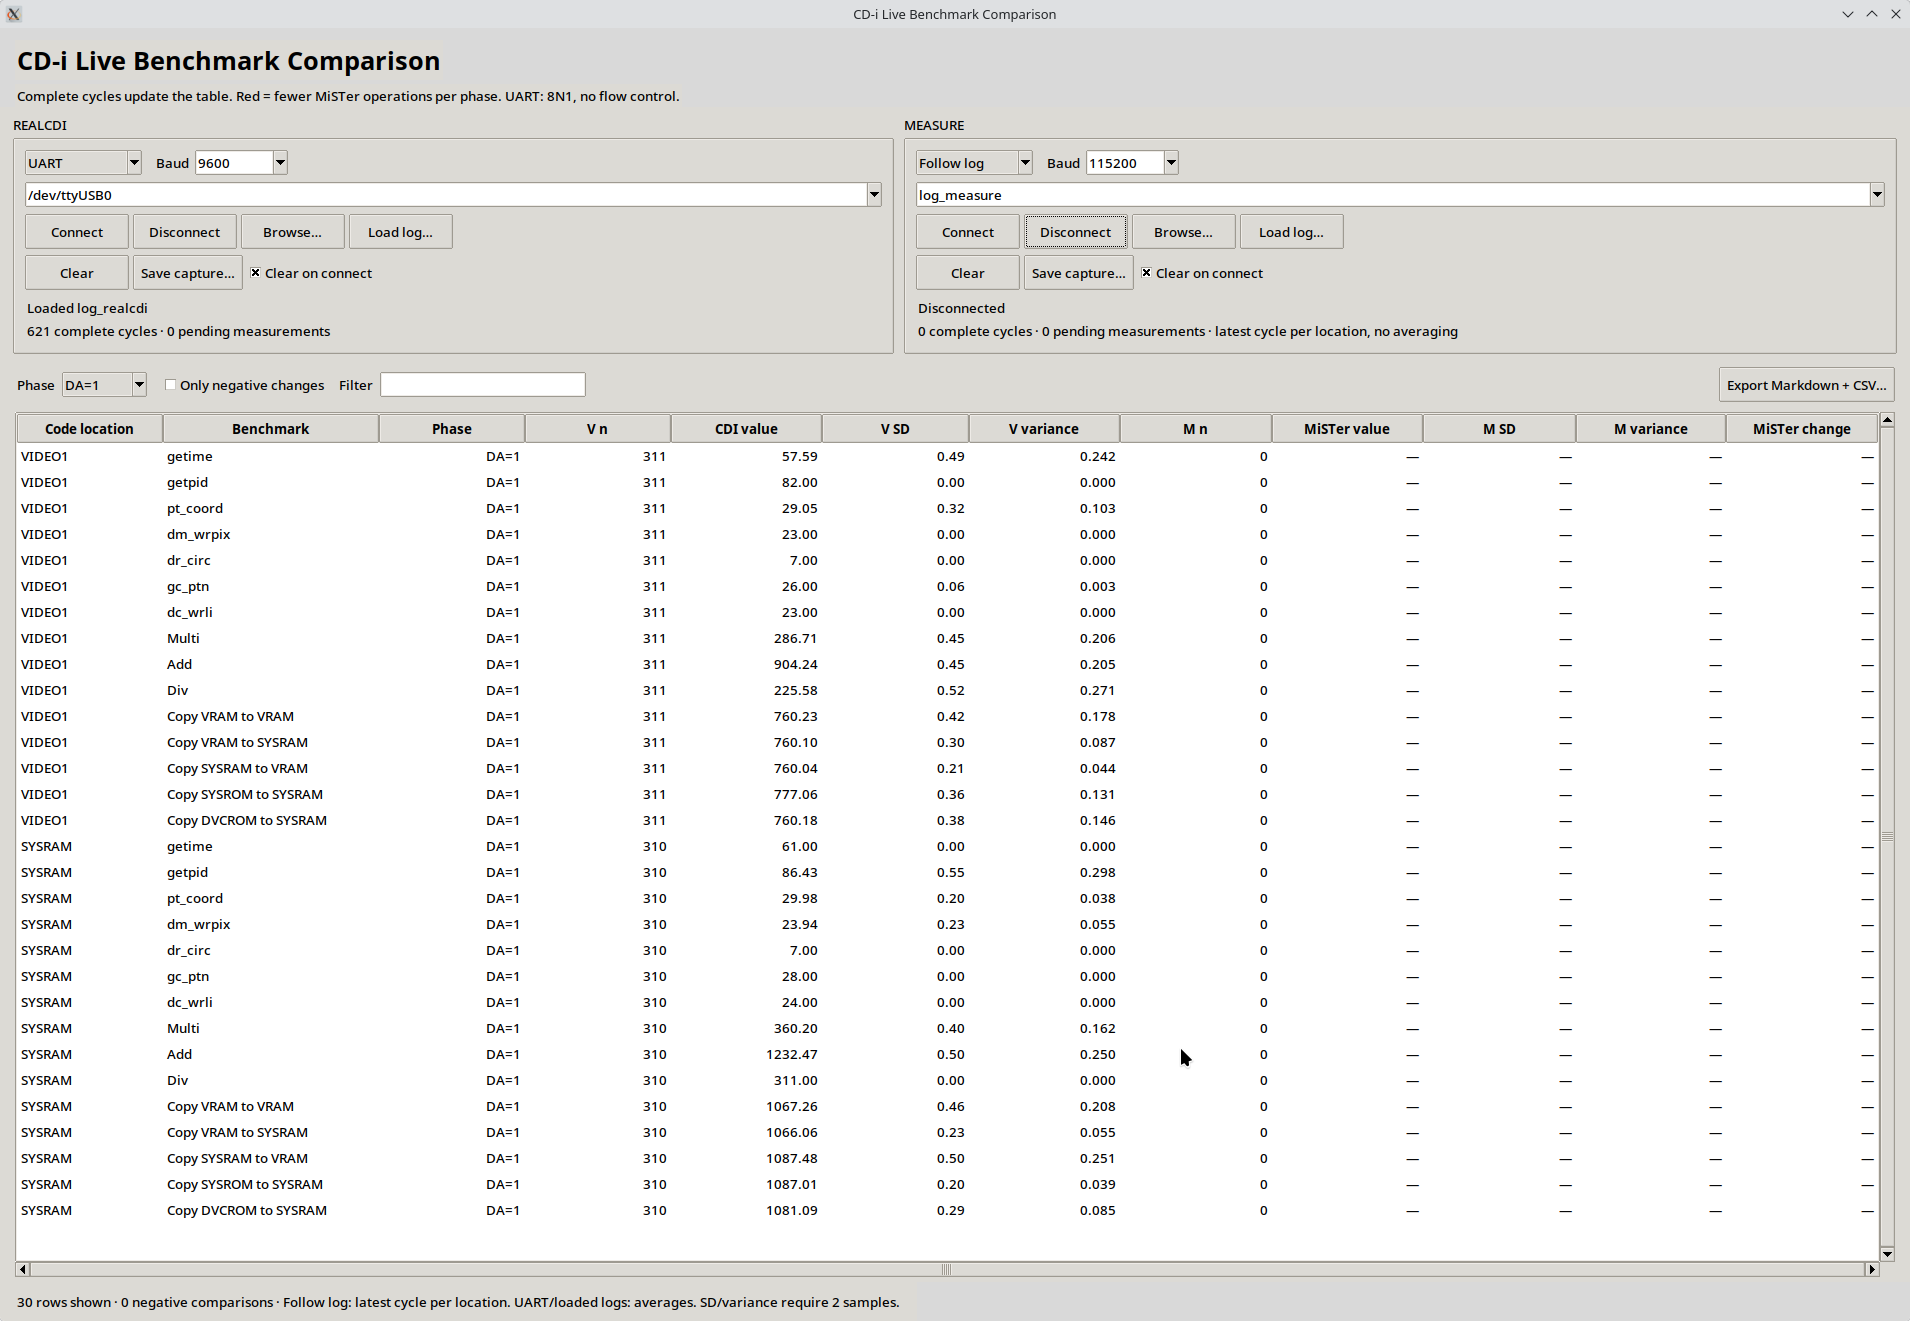 CD-i Live Benchmark Comparison
CD-i Live Benchmark Comparison
Complete cycles update the table. Red = fewer MiSTer operations per phase. UART: 8N1, no flow control.
REALCDI
UART Baud 9600
/dev/ttyUSB0
Connect Disconnect Browse... Load log...
Clear Save capture... Clear on connect
Loaded log_realcdi
621 complete cycles · 0 pending measurements
MEASURE
Follow log Baud 115200
log_measure
Connect Disconnect Browse... Load log...
Clear Save capture... Clear on connect
Disconnected
0 complete cycles · 0 pending measurements · latest cycle per location, no averaging
Phase DA=1 Only negative changes Filter Export Markdown + CSV...
Code location Benchmark Phase V n CDI value V SD V variance M n MiSTer value M SD M variance MiSTer change
VIDEO1 getime DA=1 311 57.59 0.49 0.242 0 — — — —
VIDEO1 getpid DA=1 311 82.00 0.00 0.000 0 — — — —
VIDEO1 pt_coord DA=1 311 29.05 0.32 0.103 0 — — — —
VIDEO1 dm_wrpix DA=1 311 23.00 0.00 0.000 0 — — — —
VIDEO1 dr_circ DA=1 311 7.00 0.00 0.000 0 — — — —
VIDEO1 gc_ptn DA=1 311 26.00 0.06 0.003 0 — — — —
VIDEO1 dc_wrli DA=1 311 23.00 0.00 0.000 0 — — — —
VIDEO1 Multi DA=1 311 286.71 0.45 0.206 0 — — — —
VIDEO1 Add DA=1 311 904.24 0.45 0.205 0 — — — —
VIDEO1 Div DA=1 311 225.58 0.52 0.271 0 — — — —
VIDEO1 Copy VRAM to VRAM DA=1 311 760.23 0.42 0.178 0 — — — —
VIDEO1 Copy VRAM to SYSRAM DA=1 311 760.10 0.30 0.087 0 — — — —
VIDEO1 Copy SYSRAM to VRAM DA=1 311 760.04 0.21 0.044 0 — — — —
VIDEO1 Copy SYSROM to SYSRAM DA=1 311 777.06 0.36 0.131 0 — — — —
VIDEO1 Copy DVCROM to SYSRAM DA=1 311 760.18 0.38 0.146 0 — — — —
SYSRAM getime DA=1 310 61.00 0.00 0.000 0 — — — —
SYSRAM getpid DA=1 310 86.43 0.55 0.298 0 — — — —
SYSRAM pt_coord DA=1 310 29.98 0.20 0.038 0 — — — —
SYSRAM dm_wrpix DA=1 310 23.94 0.23 0.055 0 — — — —
SYSRAM dr_circ DA=1 310 7.00 0.00 0.000 0 — — — —
SYSRAM gc_ptn DA=1 310 28.00 0.00 0.000 0 — — — —
SYSRAM dc_wrli DA=1 310 24.00 0.00 0.000 0 — — — —
SYSRAM Multi DA=1 310 360.20 0.40 0.162 0 — — — —
SYSRAM Add DA=1 310 1232.47 0.50 0.250 0 — — — —
SYSRAM Div DA=1 310 311.00 0.00 0.000 0 — — — —
SYSRAM Copy VRAM to VRAM DA=1 310 1067.26 0.46 0.208 0 — — — —
SYSRAM Copy VRAM to SYSRAM DA=1 310 1066.06 0.23 0.055 0 — — — —
SYSRAM Copy SYSRAM to VRAM DA=1 310 1087.48 0.50 0.251 0 — — — —
SYSRAM Copy SYSROM to SYSRAM DA=1 310 1087.01 0.20 0.039 0 — — — —
SYSRAM Copy DVCROM to SYSRAM DA=1 310 1081.09 0.29 0.085 0 — — — —
30 rows shown · 0 negative comparisons · Follow log: latest cycle per location. UART/loaded logs: averages. SD/variance require 2 samples.